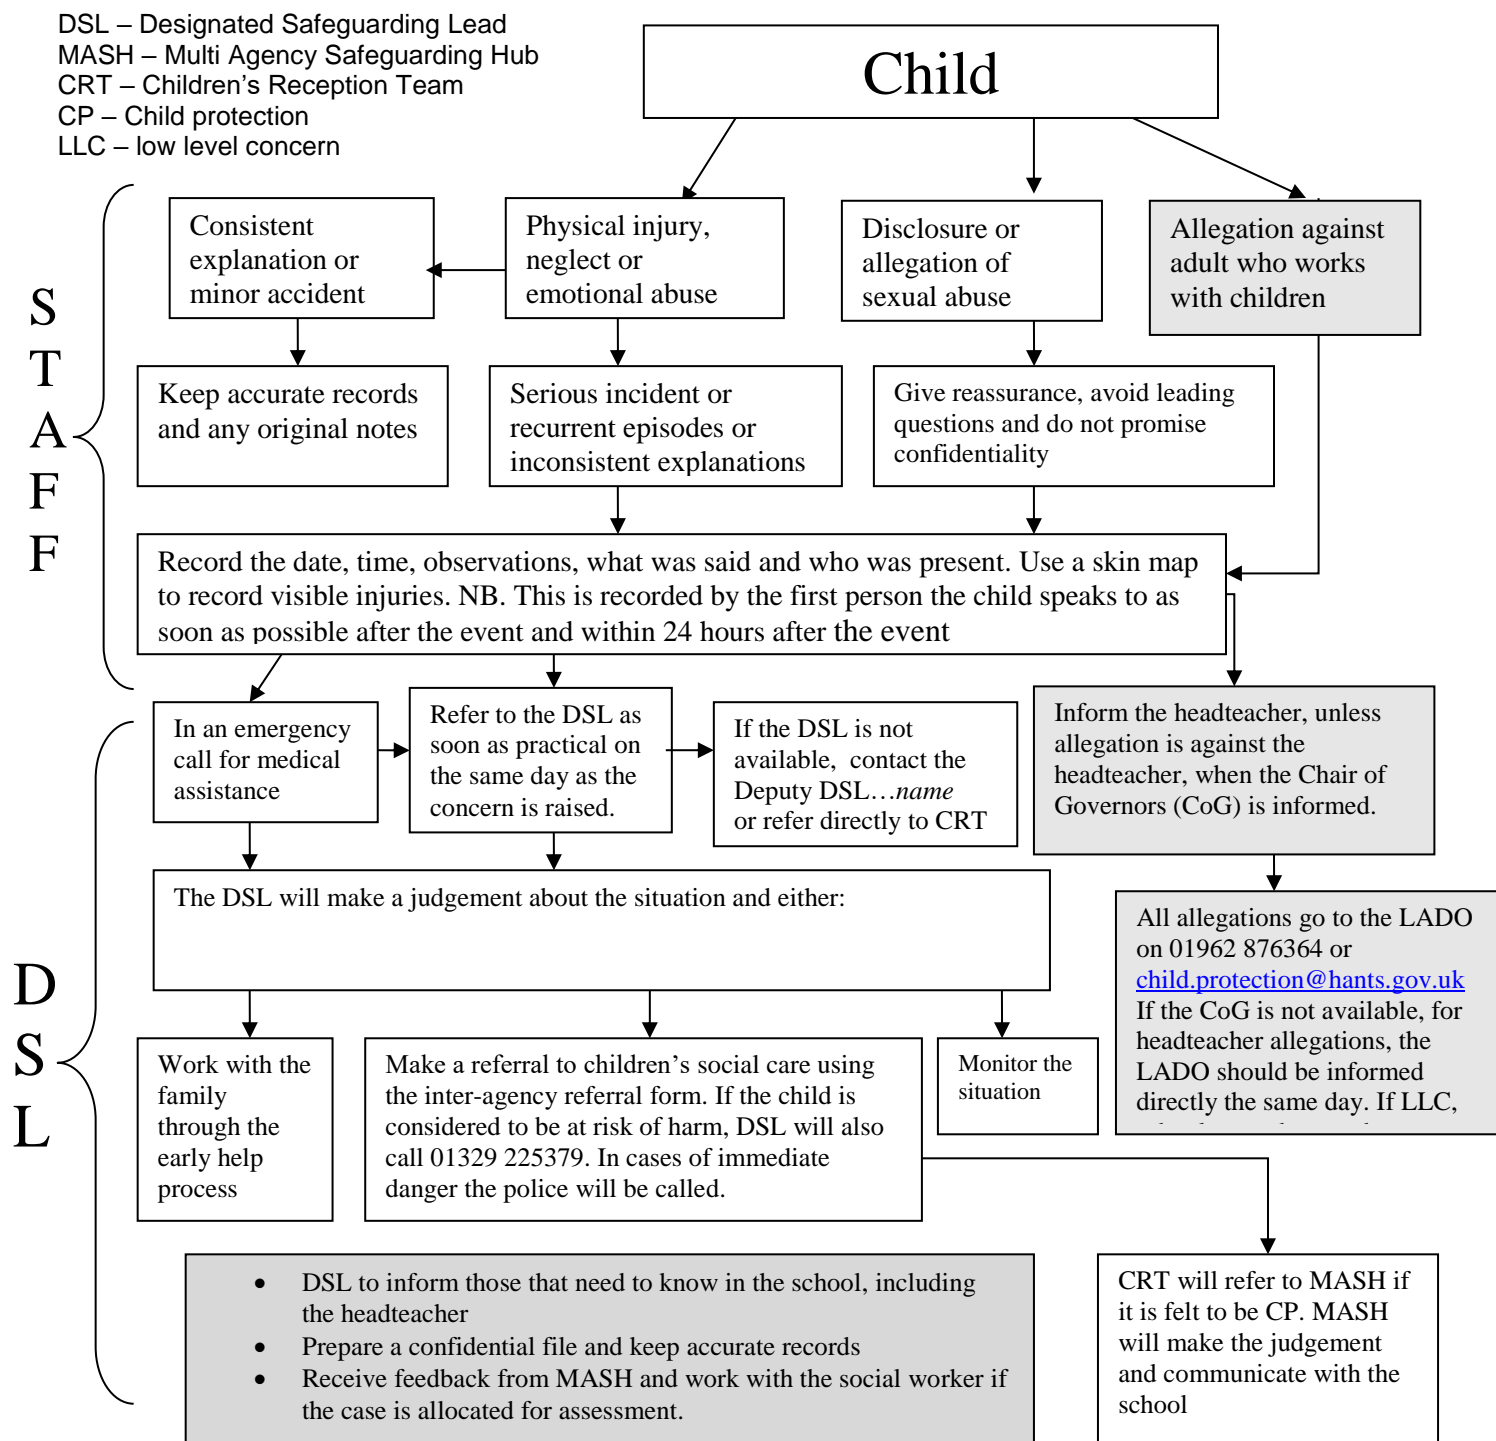 DSL – Designated Safeguarding Lead
MASH – Multi Agency Safeguarding Hub
CRT – Children's Reception Team
CP – Child protection
LLC – low level concern
Child
S
T
A
F
F
Consistent
explanation or
minor accident
Physical injury,
neglect or
emotional abuse
Disclosure or
allegation of
sexual abuse
Allegation against
adult who works
with children
Keep accurate records
and any original notes
Serious incident or
recurrent episodes or
inconsistent explanations
Give reassurance, avoid leading
questions and do not promise
confidentiality
Record the date, time, observations, what was said and who was present. Use a skin map
to record visible injuries. NB. This is recorded by the first person the child speaks to as
soon as possible after the event and within 24 hours after the event
D
S
L
In an emergency
call for medical
assistance
Refer to the DSL as
soon as practical on
the same day as the
concern is raised.
If the DSL is not
available, contact the
Deputy DSL…name
or refer directly to CRT
Inform the headteacher, unless
allegation is against the
headteacher, when the Chair of
Governors (CoG) is informed.
The DSL will make a judgement about the situation and either:
All allegations go to the LADO
on 01962 876364 or
child.protection@hants.gov.uk
If the CoG is not available, for
headteacher allegations, the
LADO should be informed
directly the same day. If LLC,
Work with the
family
through the
early help
process
Make a referral to children's social care using
the inter-agency referral form. If the child is
considered to be at risk of harm, DSL will also
call 01329 225379. In cases of immediate
danger the police will be called.
Monitor the
situation
• DSL to inform those that need to know in the school, including
the headteacher
• Prepare a confidential file and keep accurate records
• Receive feedback from MASH and work with the social worker if
the case is allocated for assessment.
CRT will refer to MASH if
it is felt to be CP. MASH
will make the judgement
and communicate with the
school